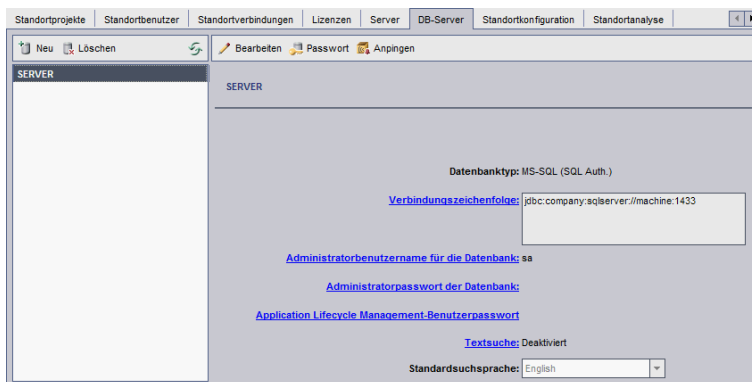 Standortprojekte Standortbenutzer Standortverbindungen Lizenzen Server DB-Server Standortkonfiguration Standortanalyse
Neu Löschen Bearbeiten Passwort Anpingen
SERVER
SERVER
Datenbanktyp: MS-SQL (SQL Auth.)
Verbindungszeichenfolge: jdbc:company:sqlserver://machine:1433
Administratorbenutzername für die Datenbank: sa
Administratorpasswort der Datenbank:
Application Lifecycle Management-Benutzerpasswort
Textsuche: Deaktiviert
Standardsuchsprache: English